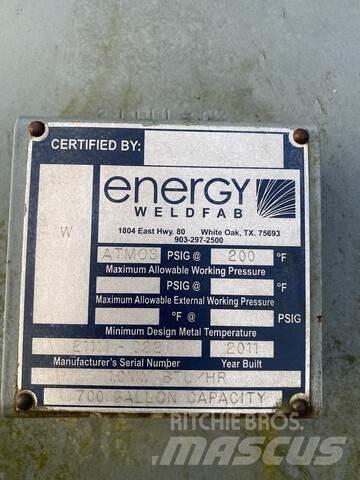 CERTIFIED BY:
energy
WELDFAB
1804 East Hwy. 80 White Oak, TX. 75693
903-297-2500
W
ATMOS PSIG @ 200 °F
Maximum Allowable Working Pressure
PSIG @ °F
Maximum Allowable External Working Pressure
°F @ PSIG
Minimum Design Metal Temperature
2011
Manufacturer's Serial Number Year Built
BTU/HR
700 GALLON CAPACITY
MASCUS